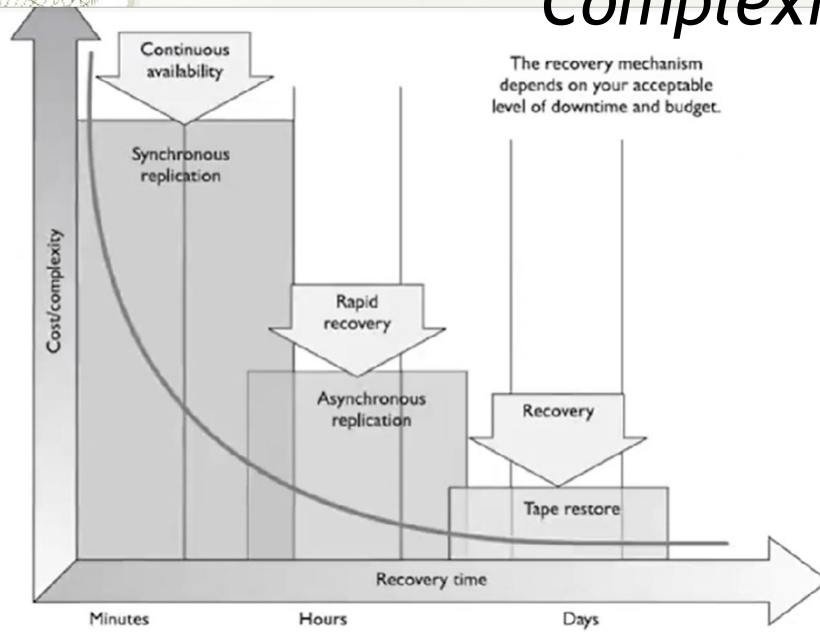 Continuous
availability
The recovery mechanism
depends on your acceptable
level of downtime and budget.
Synchronous
replication
Cost/complexity
Rapid
recovery
Asynchronous
replication
Recovery
Tape restore
Recovery time
Minutes
Hours
Days